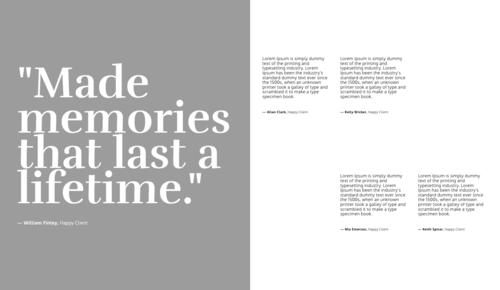 "Made
memories
that last a
lifetime."
— William Finley, Happy Client
Lorem Ipsum is simply dummy
text of the printing and
typesetting industry. Lorem
Ipsum has been the industry's
standard dummy text ever since
the 1500s, when an unknown
printer took a galley of type and
scrambled it to make a type
specimen book.
— Allan Clark, Happy Client
Lorem Ipsum is simply dummy
text of the printing and
typesetting industry. Lorem
Ipsum has been the industry's
standard dummy text ever since
the 1500s, when an unknown
printer took a galley of type and
scrambled it to make a type
specimen book.
— Kelly Bricker, Happy Client
Lorem Ipsum is simply dummy
text of the printing and
typesetting industry. Lorem
Ipsum has been the industry's
standard dummy text ever since
the 1500s, when an unknown
printer took a galley of type and
scrambled it to make a type
specimen book.
— Mia Emerson, Happy Client
Lorem Ipsum is simply dummy
text of the printing and
typesetting industry. Lorem
Ipsum has been the industry's
standard dummy text ever since
the 1500s, when an unknown
printer took a galley of type and
scrambled it to make a type
specimen book.
— Keith Spicer, Happy Client